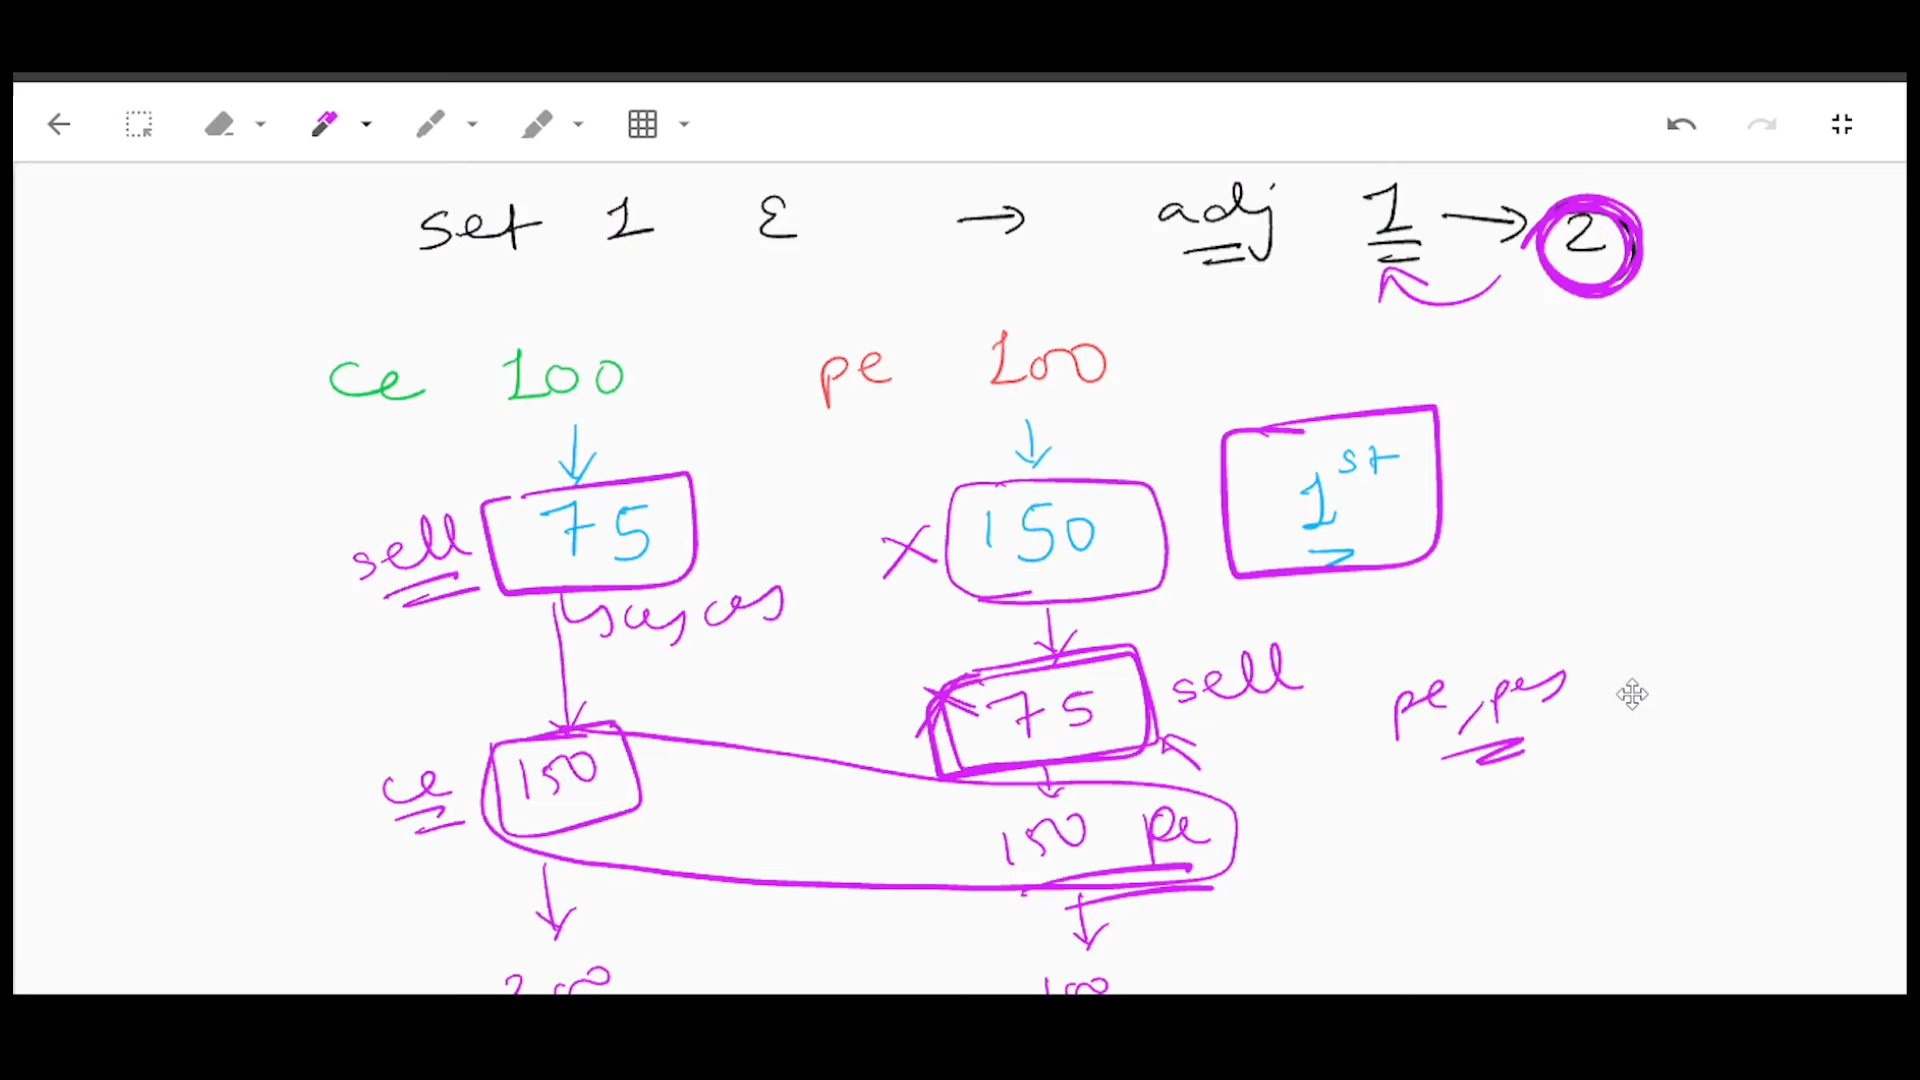 set 1 & → adj 1 → 2
ce 100 pe 100
1st
sell 75 X 150
75 sell
pe, pes
ce 150
150 pe